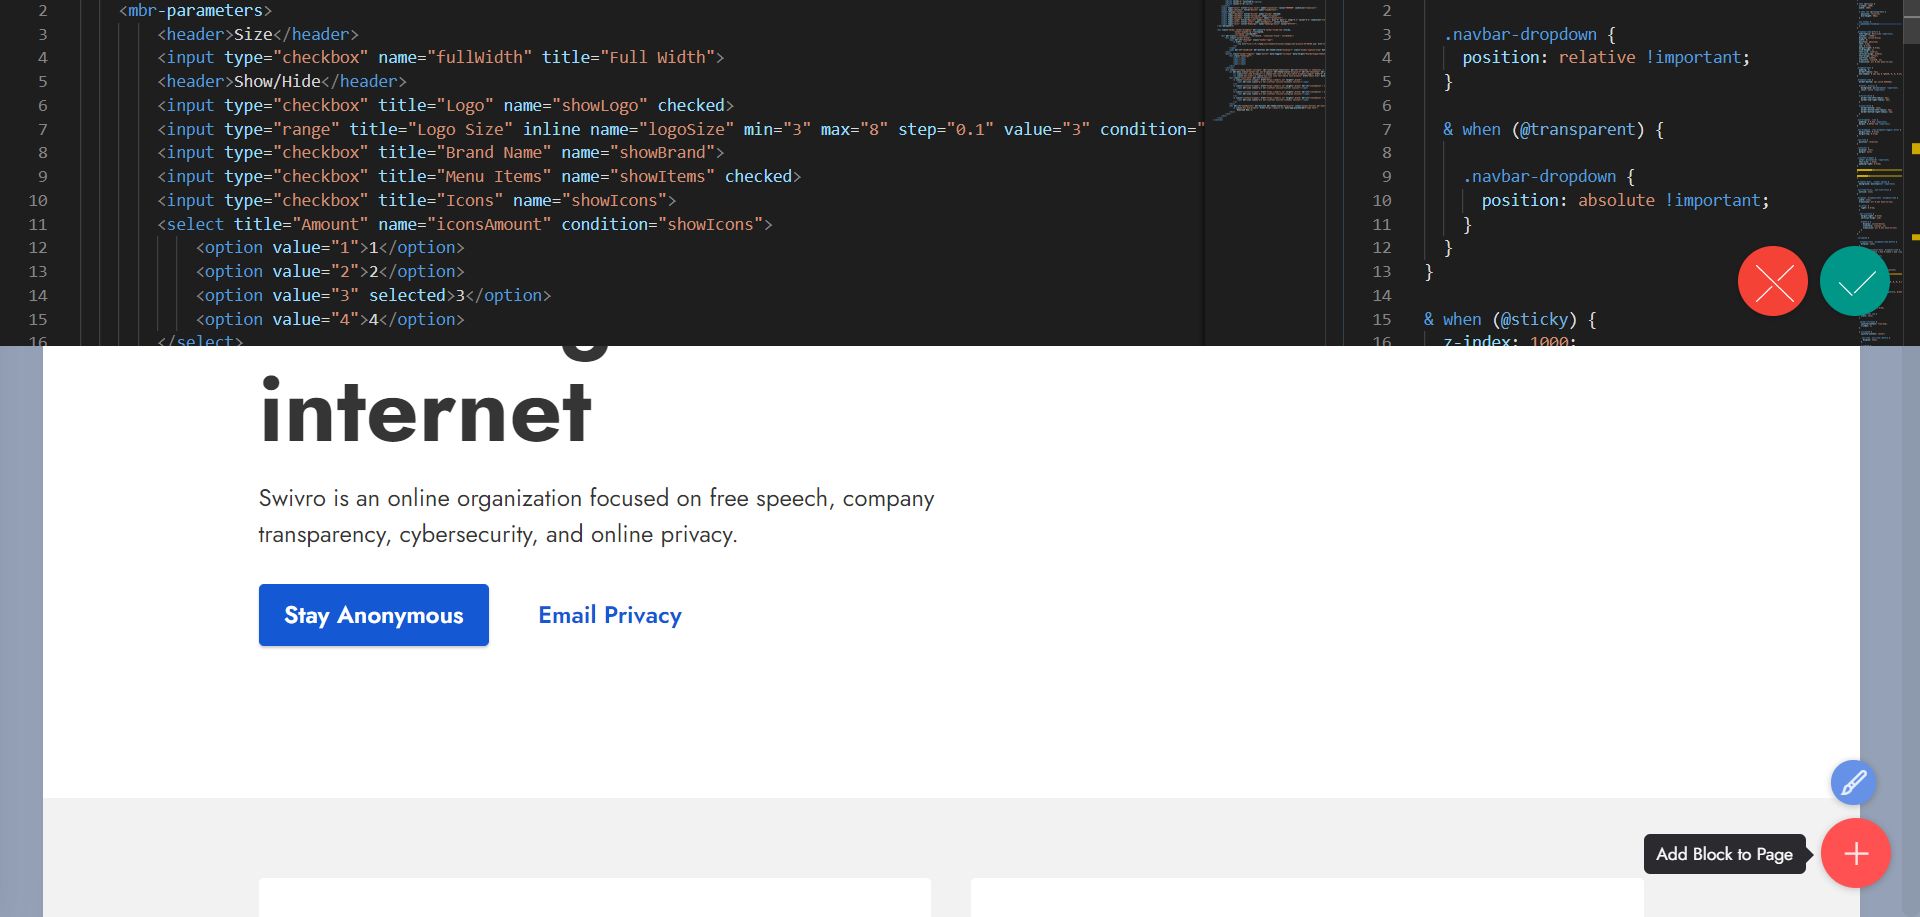 2 <mbr-parameters>
3 <header>Size</header>
4 <input type="checkbox" name="fullWidth" title="Full Width">
5 <header>Show/Hide</header>
6 <input type="checkbox" title="Logo" name="showLogo" checked>
7 <input type="range" title="Logo Size" inline name="logoSize" min="3" max="8" step="0.1" value="3" condition="
8 <input type="checkbox" title="Brand Name" name="showBrand">
9 <input type="checkbox" title="Menu Items" name="showItems" checked>
10 <input type="checkbox" title="Icons" name="showIcons">
11 <select title="Amount" name="iconsAmount" condition="showIcons">
12 <option value="1">1</option>
13 <option value="2">2</option>
14 <option value="3" selected>3</option>
15 <option value="4">4</option>
16 </select>
2
3 .navbar-dropdown {
4 position: relative !important;
5 }
6
7 & when (@transparent) {
8
9 .navbar-dropdown {
10 position: absolute !important;
11 }
12 }
13 }
14
15 & when (@sticky) {
16 z-index: 1000;
internet
Swivro is an online organization focused on free speech, company
transparency, cybersecurity, and online privacy.
Stay Anonymous
Email Privacy
Add Block to Page